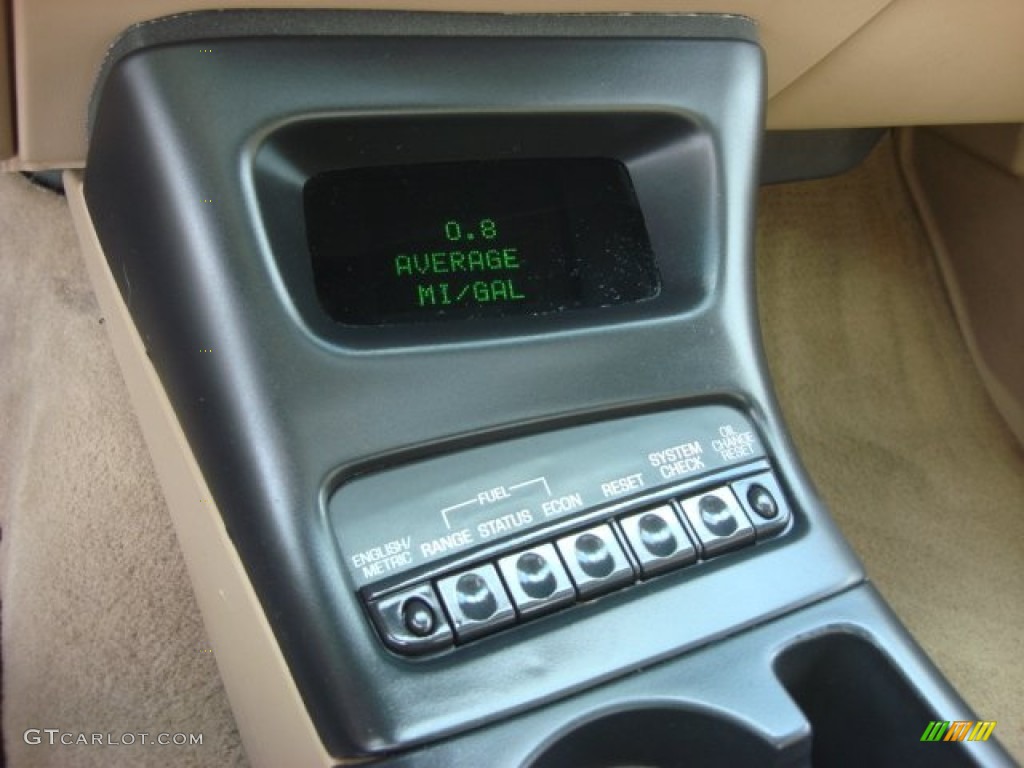 0.8
AVERAGE
MI/GAL
FUEL
ENGLISH/
METRIC
RANGE STATUS ECON
RESET
SYSTEM
CHECK
OIL
CHANGE
RESET
GTCARLOT.COM